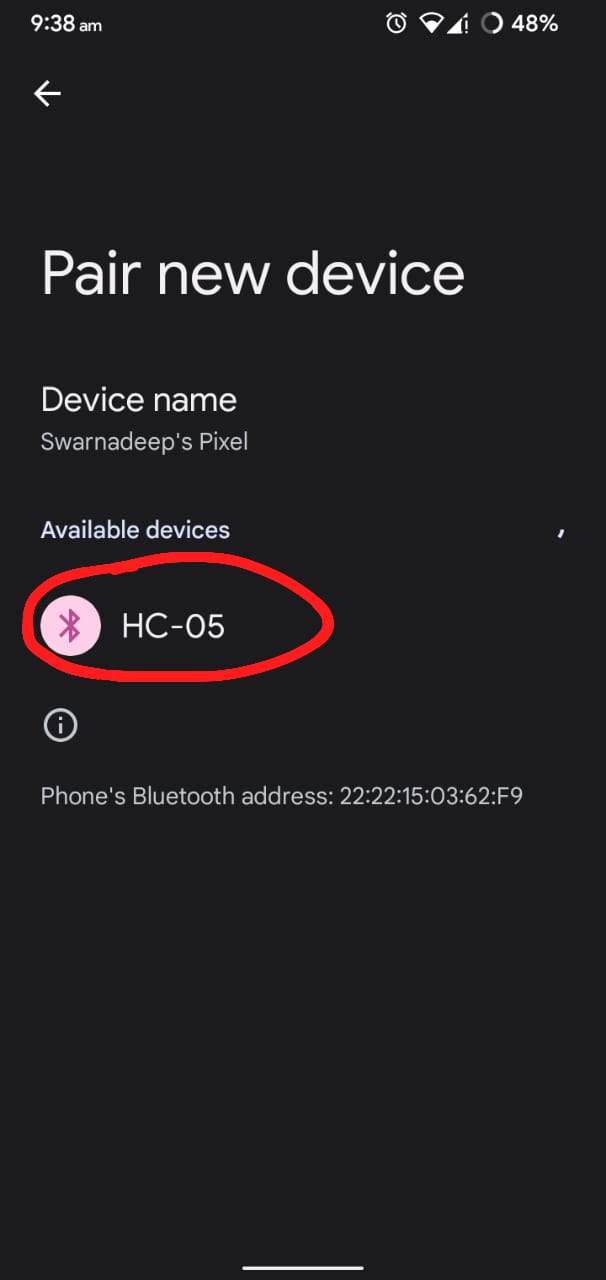 9:38 am 48%
Pair new device
Device name
Swarnadeep's Pixel
Available devices
HC-05
Phone's Bluetooth address: 22:22:15:03:62:F9